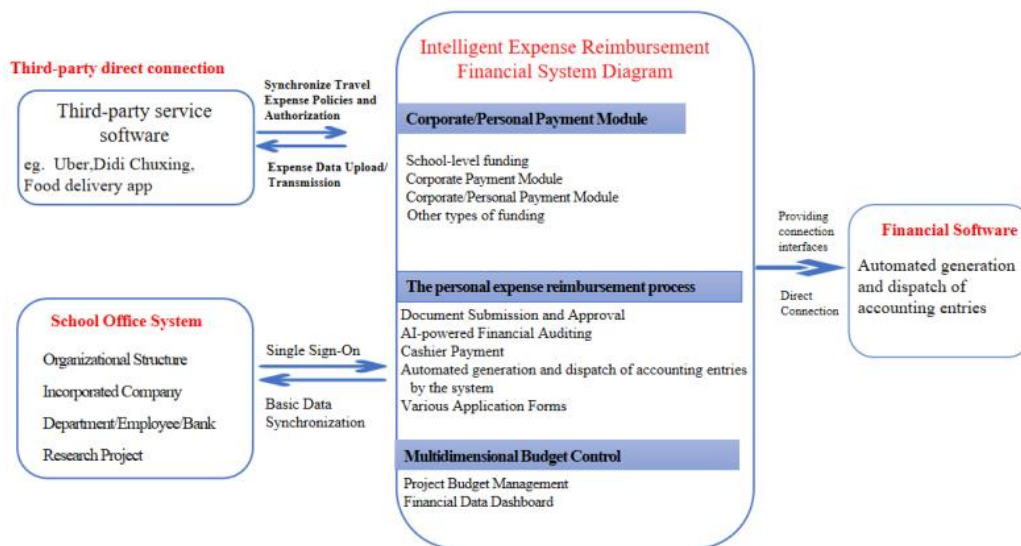 Third-party direct connection
Third-party service
software
eg. Uber,Didi Chuxing,
Food delivery app
Synchronize Travel
Expense Policies and
Authorization
Expense Data Upload/
Transmission
School Office System
Organizational Structure
Incorporated Company
Department/Employee/Bank
Research Project
Single Sign-On
Basic Data
Synchronization
Intelligent Expense Reimbursement
Financial System Diagram
Corporate/Personal Payment Module
School-level funding
Corporate Payment Module
Corporate/Personal Payment Module
Other types of funding
The personal expense reimbursement process
Document Submission and Approval
AI-powered Financial Auditing
Cashier Payment
Automated generation and dispatch of accounting entries
by the system
Various Application Forms
Multidimensional Budget Control
Project Budget Management
Financial Data Dashboard
Providing
connection
interfaces
Direct
Connection
Financial Software
Automated generation
and dispatch of
accounting entries